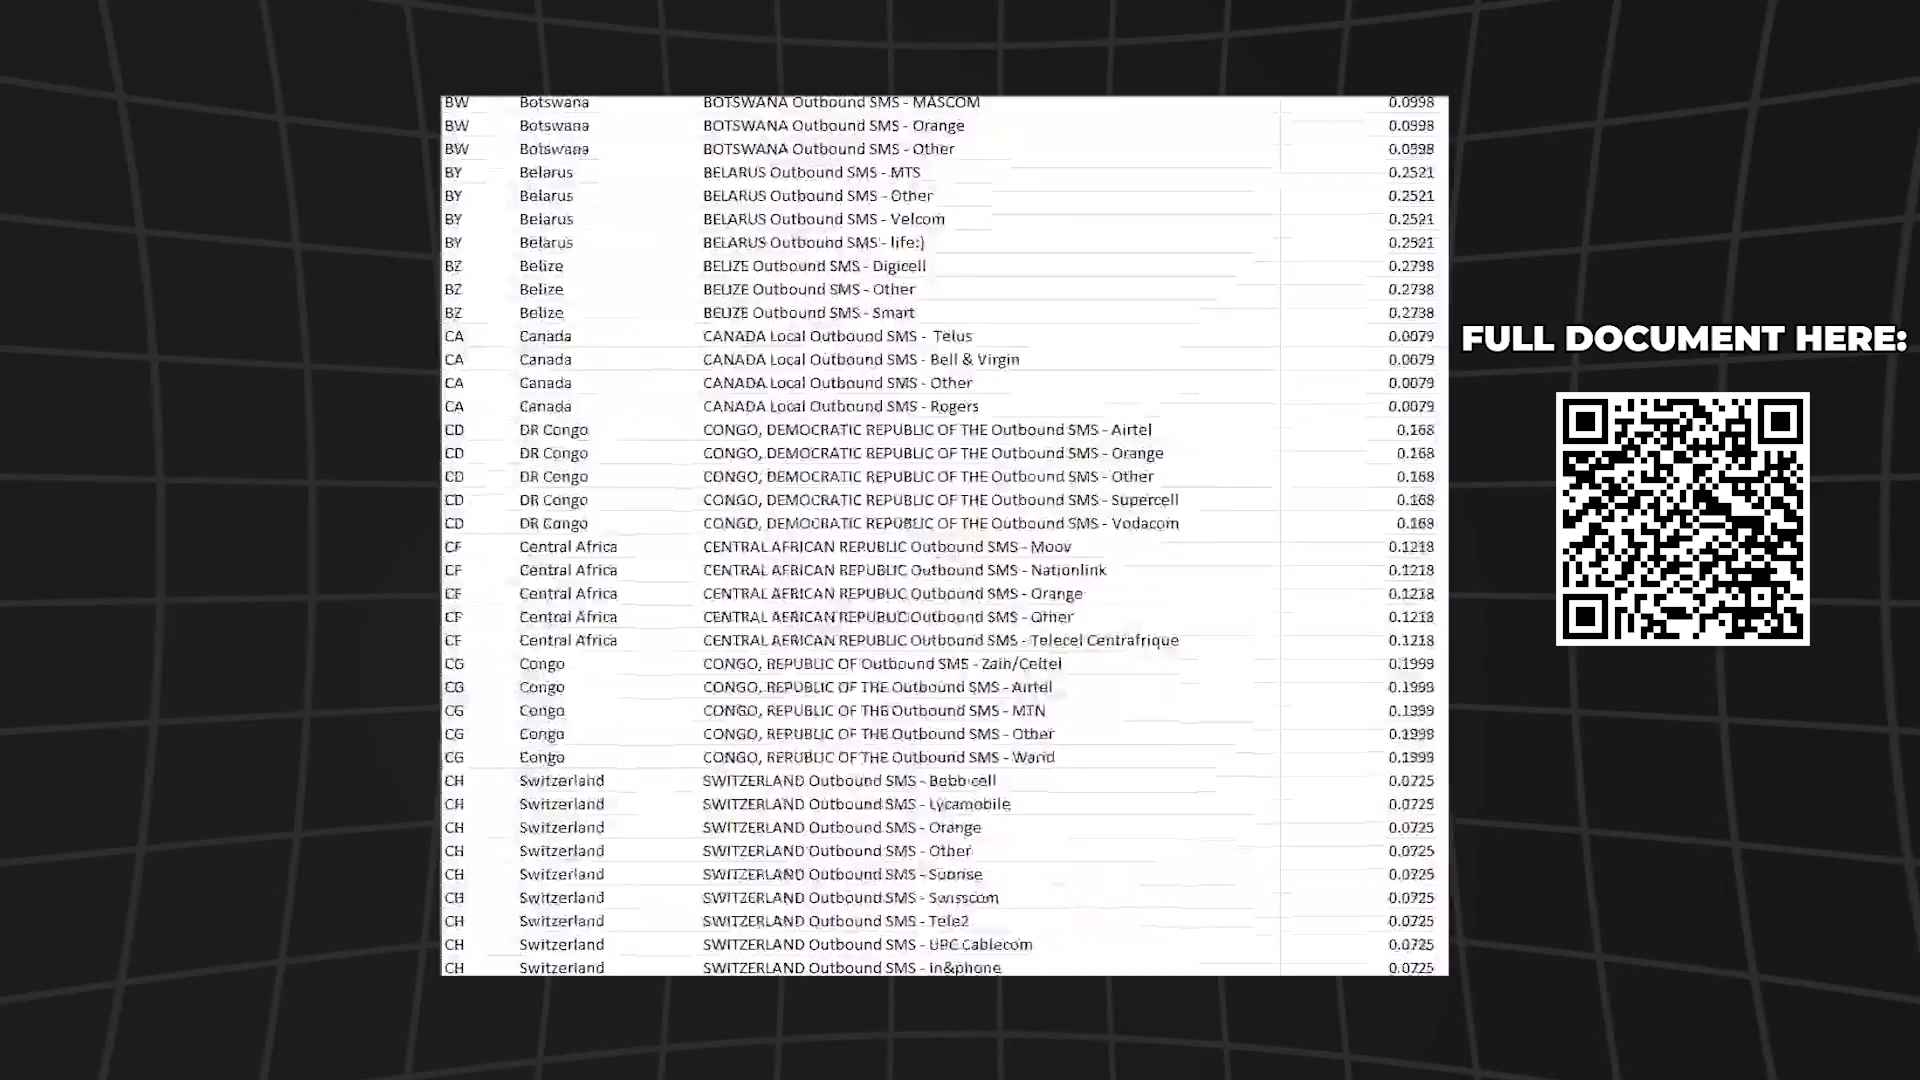 BW Botswana BOTSWANA Outbound SMS - MASCOM 0.0998
BW Botswana BOTSWANA Outbound SMS - Orange 0.0998
BW Botswana BOTSWANA Outbound SMS - Other 0.0998
BY Belarus BELARUS Outbound SMS - MTS 0.2521
BY Belarus BELARUS Outbound SMS - Other 0.2521
BY Belarus BELARUS Outbound SMS - Velcom 0.2521
BY Belarus BELARUS Outbound SMS - life:) 0.2521
BZ Belize BELIZE Outbound SMS - Digicell 0.2738
BZ Belize BELIZE Outbound SMS - Other 0.2738
BZ Belize BELIZE Outbound SMS - Smart 0.2738
CA Canada CANADA Local Outbound SMS - Telus 0.0079
CA Canada CANADA Local Outbound SMS - Bell & Virgin 0.0079
CA Canada CANADA Local Outbound SMS - Other 0.0079
CA Canada CANADA Local Outbound SMS - Rogers 0.0079
CD DR Congo CONGO, DEMOCRATIC REPUBLIC OF THE Outbound SMS - Airtel 0.168
CD DR Congo CONGO, DEMOCRATIC REPUBLIC OF THE Outbound SMS - Orange 0.168
CD DR Congo CONGO, DEMOCRATIC REPUBLIC OF THE Outbound SMS - Other 0.168
CD DR Congo CONGO, DEMOCRATIC REPUBLIC OF THE Outbound SMS - Supercell 0.168
CD DR Congo CONGO, DEMOCRATIC REPUBLIC OF THE Outbound SMS - Vodacom 0.168
CF Central Africa CENTRAL AFRICAN REPUBLIC Outbound SMS - Moov 0.1218
CF Central Africa CENTRAL AFRICAN REPUBLIC Outbound SMS - Nationlink 0.1218
CF Central Africa CENTRAL AFRICAN REPUBLIC Outbound SMS - Orange 0.1218
CF Central Africa CENTRAL AFRICAN REPUBLIC Outbound SMS - Other 0.1218
CF Central Africa CENTRAL AFRICAN REPUBLIC Outbound SMS - Telecel Centrafrique 0.1218
CG Congo CONGO, REPUBLIC OF Outbound SMS - Zain/Celtel 0.1999
CG Congo CONGO, REPUBLIC OF THE Outbound SMS - Airtel 0.1999
CG Congo CONGO, REPUBLIC OF THE Outbound SMS - MTN 0.1999
CG Congo CONGO, REPUBLIC OF THE Outbound SMS - Other 0.1999
CG Congo CONGO, REPUBLIC OF THE Outbound SMS - Warid 0.1999
CH Switzerland SWITZERLAND Outbound SMS - Bebbicell 0.0725
CH Switzerland SWITZERLAND Outbound SMS - Lycamobile 0.0725
CH Switzerland SWITZERLAND Outbound SMS - Orange 0.0725
CH Switzerland SWITZERLAND Outbound SMS - Other 0.0725
CH Switzerland SWITZERLAND Outbound SMS - Sunrise 0.0725
CH Switzerland SWITZERLAND Outbound SMS - Swisscom 0.0725
CH Switzerland SWITZERLAND Outbound SMS - Tele2 0.0725
CH Switzerland SWITZERLAND Outbound SMS - UPC Cablecom 0.0725
CH Switzerland SWITZERLAND Outbound SMS - In&phone 0.0725
FULL DOCUMENT HERE: